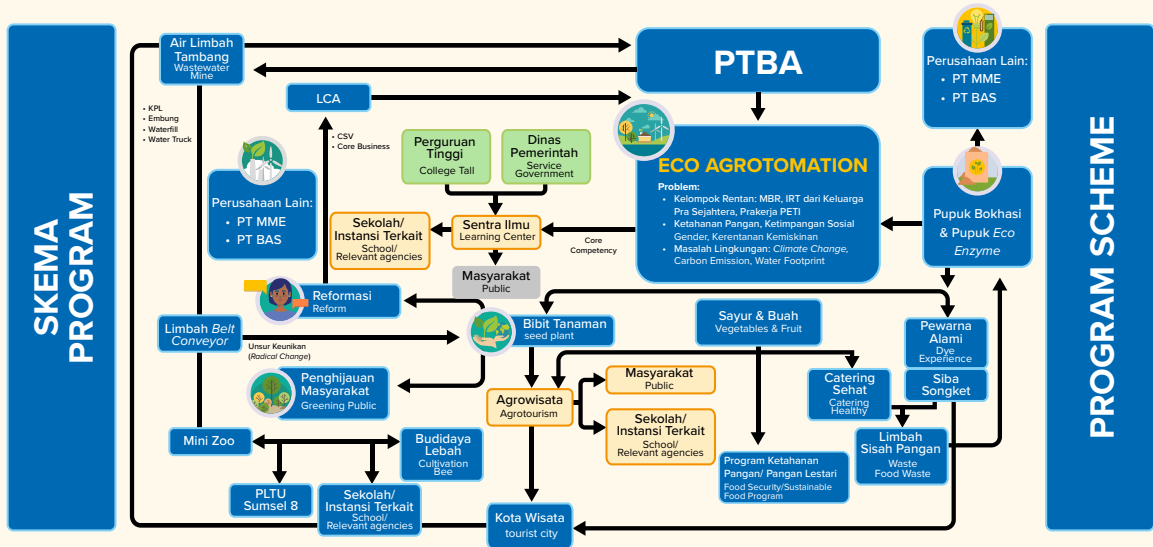 SKEMA
PROGRAM
Air Limbah
Tambang
Wastewater
Mine
• KPL
• Embung
• Waterfill
• Water Truck
LCA
• CSV
• Core Business
PTBA
Perusahaan Lain:
• PT MME
• PT BAS
Perguruan
Tinggi
College Tall
Dinas
Pemerintah
Service
Government
ECO AGROTOMATION
Problem:
• Kelompok Rentan: MBR, IRT dari Keluarga
Pra Sejahtera, Prakerja PETI
• Ketahanan Pangan, Ketimpangan Sosial
Gender, Kerentanan Kemiskinan
• Masalah Lingkungan: Climate Change,
Carbon Emission, Water Footprint
Perusahaan Lain:
• PT MME
• PT BAS
Sekolah/
Instansi Terkait
School/
Relevant agencies
Sentra Ilmu
Learning Center
Core
Competency
Pupuk Bokhasi
& Pupuk Eco
Enzyme
Masyarakat
Public
Reformasi
Reform
Limbah Belt
Conveyor
Unsur Keunikan
(Radical Change)
Bibit Tanaman
seed plant
Sayur & Buah
Vegetables & Fruit
Pewarna
Alami
Dye
Experience
Penghijauan
Masyarakat
Greening Public
Agrowisata
Agrotourism
Masyarakat
Public
Catering
Sehat
Catering
Healthy
Siba
Songket
Sekolah/
Instansi Terkait
School/
Relevant agencies
Mini Zoo
Budidaya
Lebah
Cultivation
Bee
Limbah
Sisah Pangan
Waste
Food Waste
PLTU
Sumsel 8
Sekolah/
Instansi Terkait
School/
Relevant agencies
Program Ketahanan
Pangan/ Pangan Lestari
Food Security/Sustainable
Food Program
Kota Wisata
tourist city
PROGRAM SCHEME